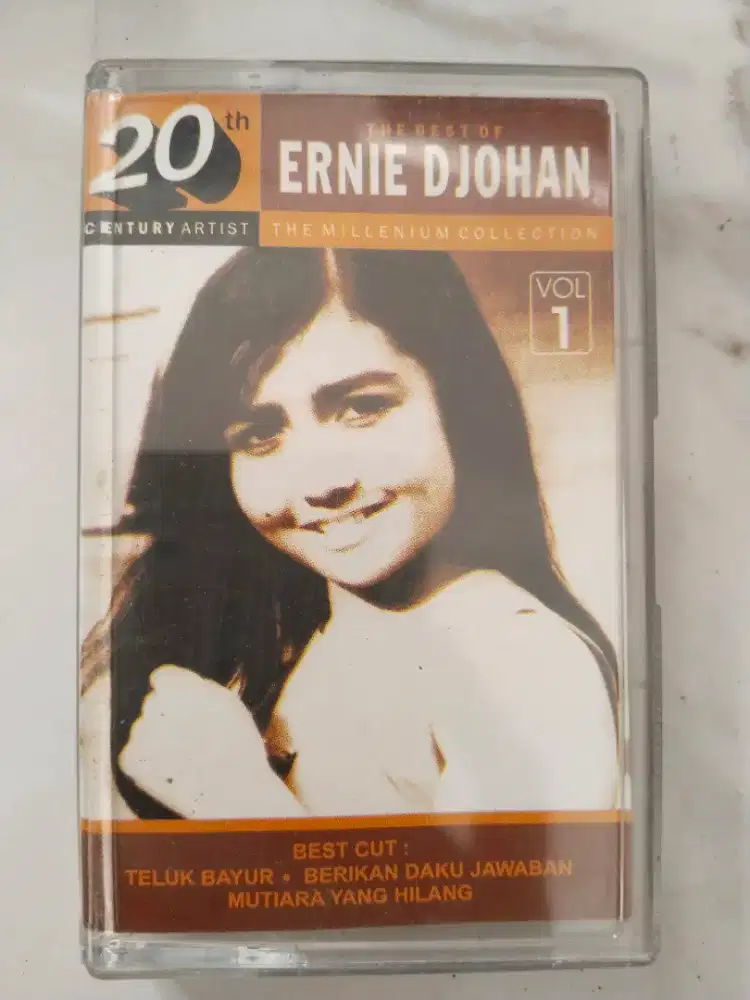 20th
CENTURY ARTIST
THE BEST OF
ERNIE DJOHAN
THE MILLENIUM COLLECTION
VOL
1
BEST CUT :
TELUK BAYUR • BERIKAN DAKU JAWABAN
MUTIARA YANG HILANG